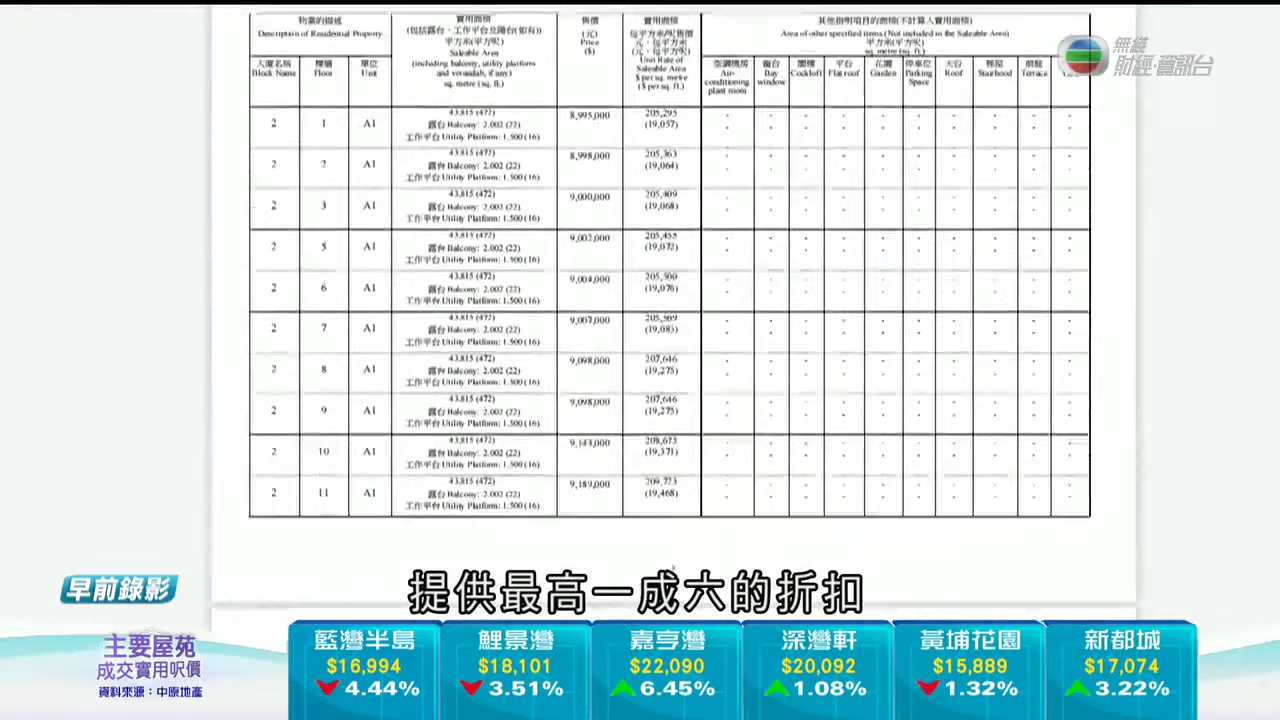 物業的描述
Description of Residential Property
實用面積
(包括露台、工作平台及陽台(如有))
平方米(平方呎)
Saleable Area
(including balcony, utility platform
and verandah, if any)
sq. metre (sq. ft.)
售價
(元)
Price
($)
實用面積
每平方米/呎售價
元,每平方米
(元,每平方呎)
Unit Rate of
Saleable Area
$ per sq. metre
($ per sq. ft.)
其他指明項目的面積(不計算入實用面積)
Area of other specified items (Not included in the Saleable Area)
平方米(平方呎)
sq. metre (sq. ft.)
大廈名稱
Block Name
樓層
Floor
單位
Unit
空調機房
Air-conditioning
plant room
窗台
Bay
window
閣樓
Cockloft
平台
Flat roof
花園
Garden
停車位
Parking
Space
天台
Roof
梯屋
Stairhood
前庭
Terrace
2 1 A1 43.815 (472) 8,995,000 205,295
露台 Balcony: 2.002 (22) (19,057)
工作平台 Utility Platform: 1.500 (16)
2 2 A1 43.815 (472) 8,998,000 205,363
露台 Balcony: 2.002 (22) (19,064)
工作平台 Utility Platform: 1.500 (16)
2 3 A1 43.815 (472) 9,000,000 205,409
露台 Balcony: 2.002 (22) (19,068)
工作平台 Utility Platform: 1.500 (16)
2 5 A1 43.815 (472) 9,002,000 205,455
露台 Balcony: 2.002 (22) (19,072)
工作平台 Utility Platform: 1.500 (16)
2 6 A1 43.815 (472) 9,004,000 205,500
露台 Balcony: 2.002 (22) (19,076)
工作平台 Utility Platform: 1.500 (16)
2 7 A1 43.815 (472) 9,007,000 205,569
露台 Balcony: 2.002 (22) (19,083)
工作平台 Utility Platform: 1.500 (16)
2 8 A1 43.815 (472) 9,098,000 207,646
露台 Balcony: 2.002 (22) (19,275)
工作平台 Utility Platform: 1.500 (16)
2 9 A1 43.815 (472) 9,098,000 207,646
露台 Balcony: 2.002 (22) (19,275)
工作平台 Utility Platform: 1.500 (16)
2 10 A1 43.815 (472) 9,143,000 208,673
露台 Balcony: 2.002 (22) (19,371)
工作平台 Utility Platform: 1.500 (16)
2 11 A1 43.815 (472) 9,189,000 209,723
露台 Balcony: 2.002 (22) (19,468)
工作平台 Utility Platform: 1.500 (16)
無綫
財經·資訊台
早前錄影
提供最高一成六的折扣
主要屋苑
成交實用呎價
資料來源：中原地產
藍灣半島
$16,994
4.44%
鯉景灣
$18,101
3.51%
嘉亨灣
$22,090
6.45%
深灣軒
$20,092
1.08%
黃埔花園
$15,889
1.32%
新都城
$17,074
3.22%